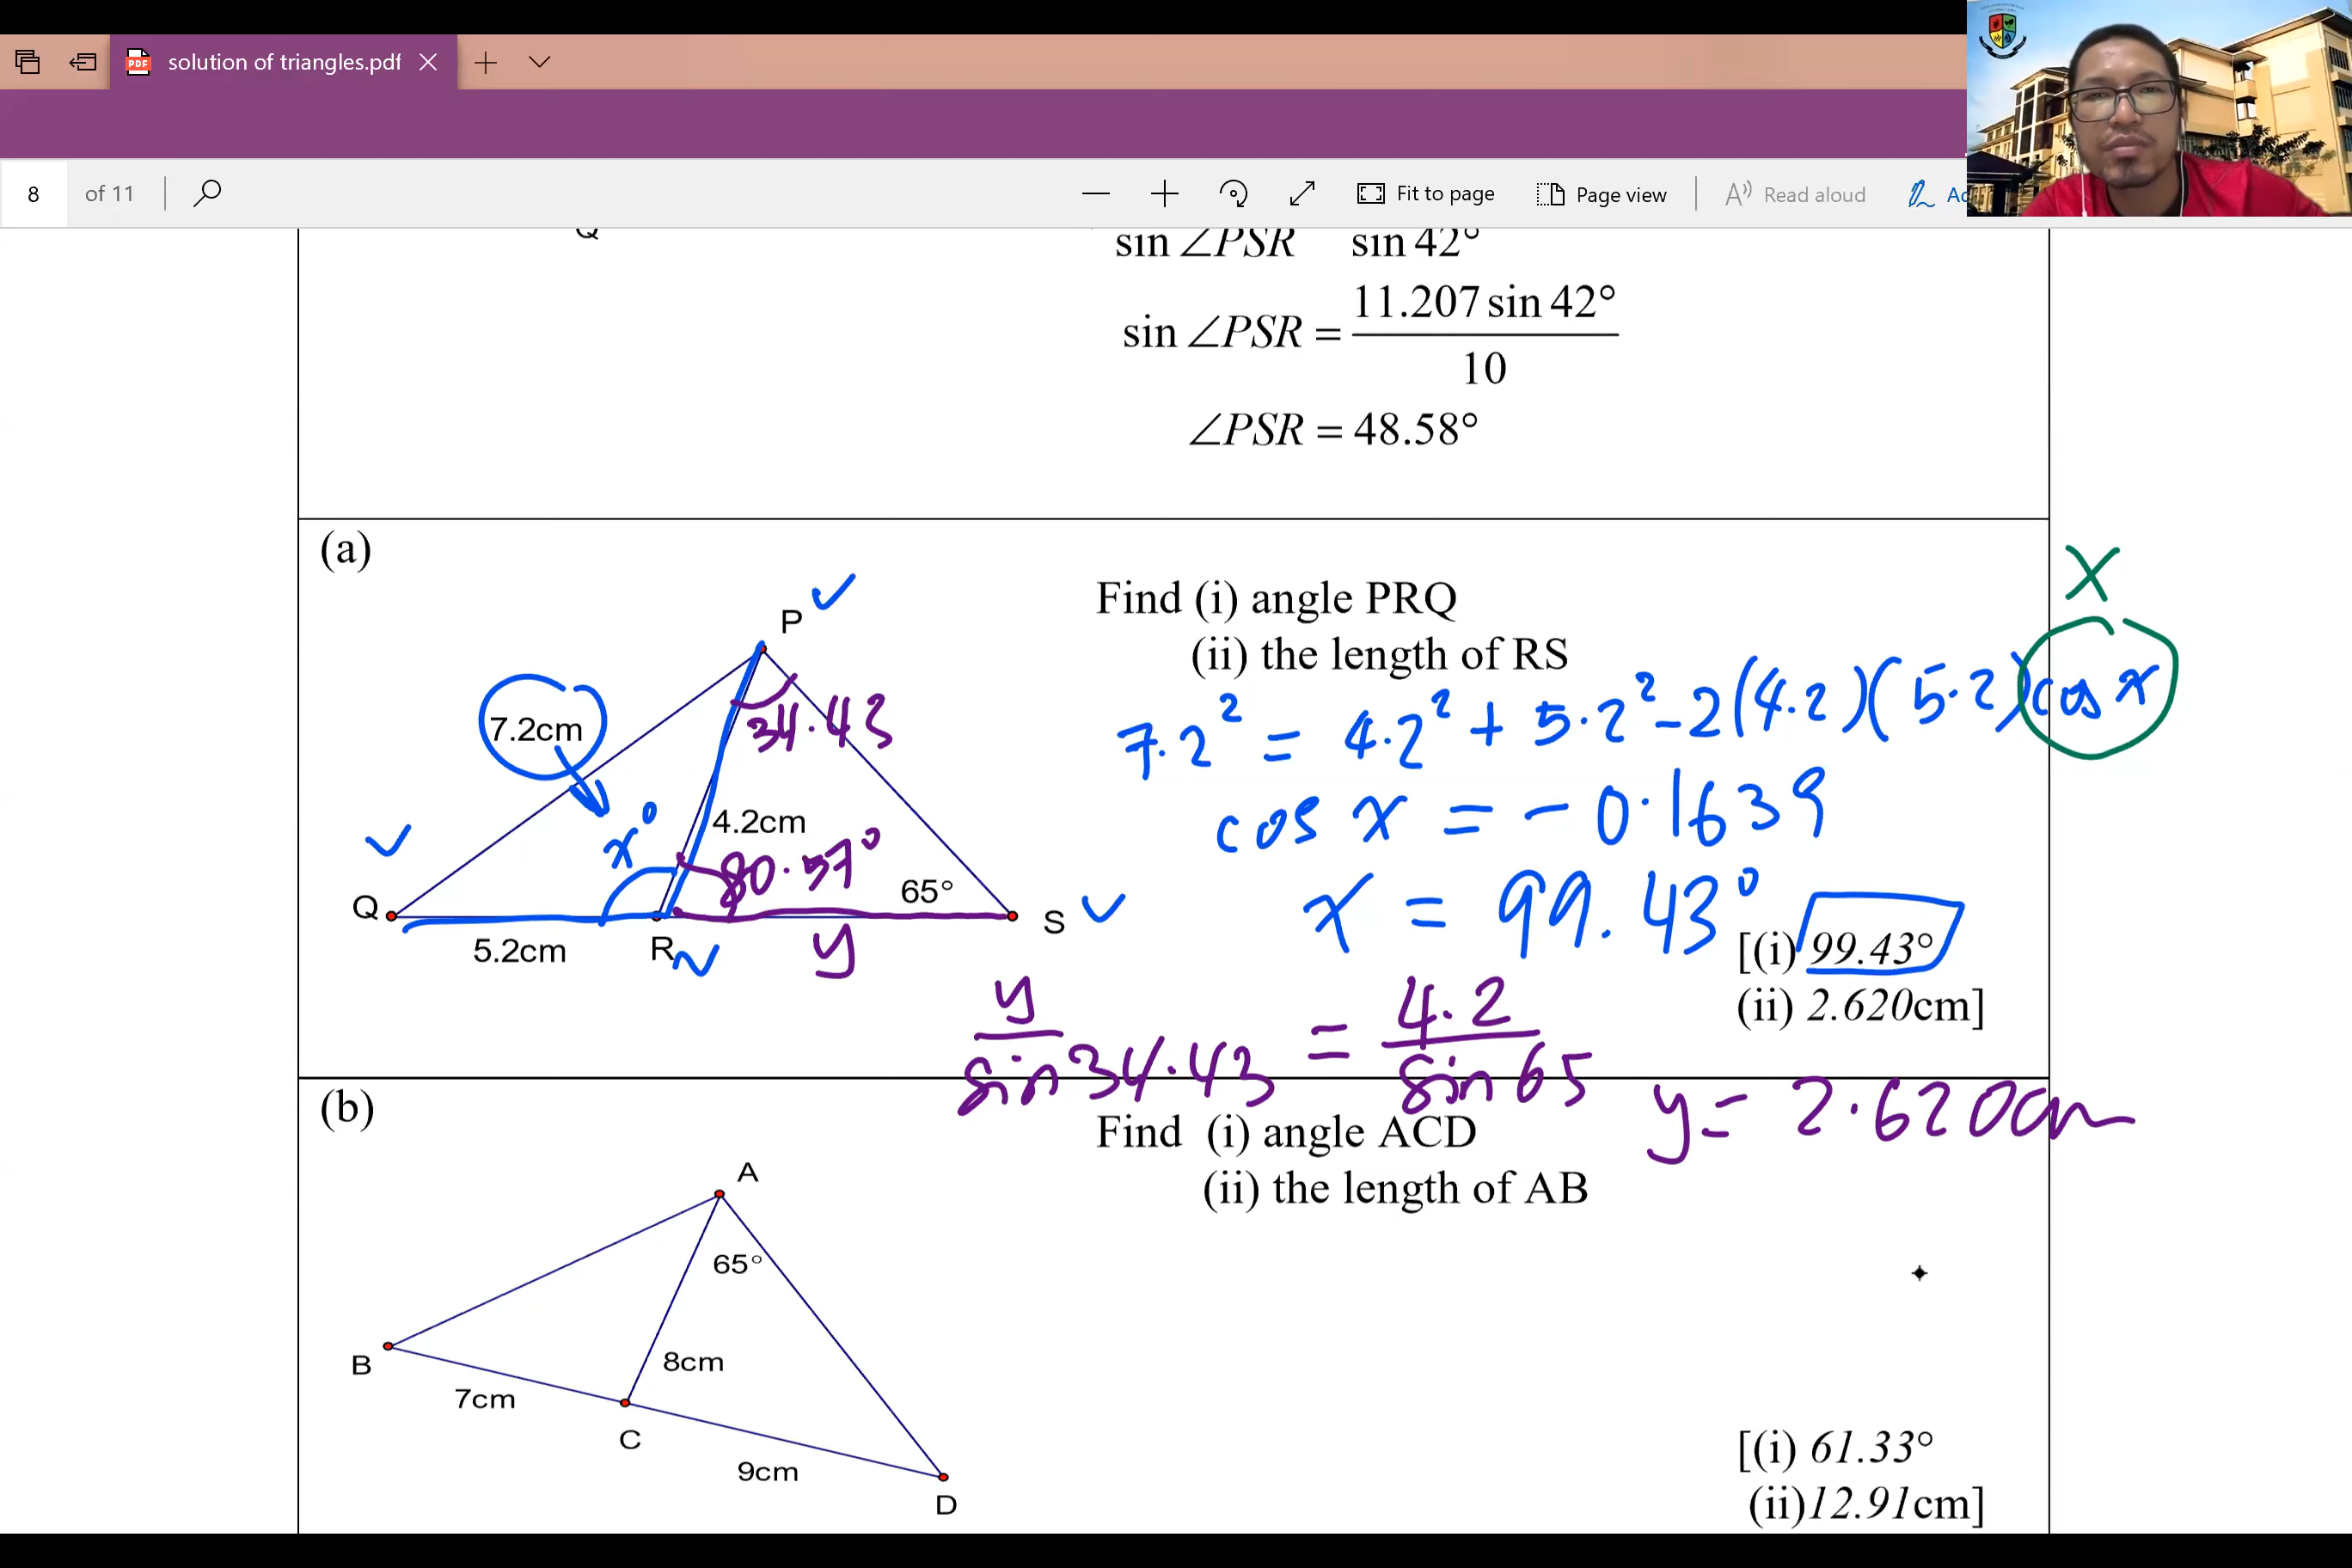 solution of triangles.pdf
8 of 11
Fit to page
Page view
Read aloud
Q
sin ∠PSR sin 42°
sin ∠PSR = 11.207 sin 42° / 10
∠PSR = 48.58°
(a)
Find (i) angle PRQ
(ii) the length of RS
P
7.2cm
34.43
4.2cm
x°
80.57°
65°
Q
5.2cm
R
y
S
x
7.2² = 4.2² + 5.2² - 2(4.2)(5.2) cos x
cos x = - 0.1639
x = 99.43°
[(i) 99.43°
(ii) 2.620cm]
y / sin 34.43 = 4.2 / sin 65
y = 2.620cm
(b)
Find (i) angle ACD
(ii) the length of AB
A
65°
8cm
B
7cm
C
9cm
D
[(i) 61.33°
(ii)12.91cm]